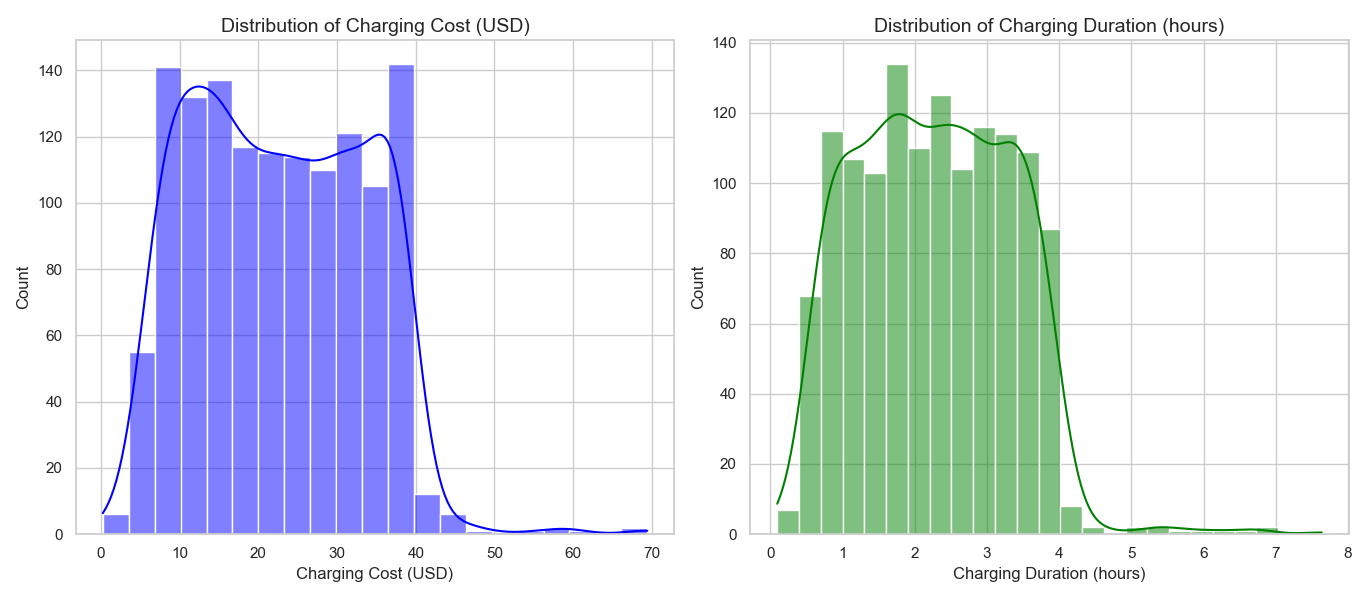 Distribution of Charging Cost (USD)
140
120
100
80
60
40
20
0
Count
0 10 20 30 40 50 60 70
Charging Cost (USD)
Distribution of Charging Duration (hours)
140
120
100
80
60
40
20
0
Count
0 1 2 3 4 5 6 7 8
Charging Duration (hours)